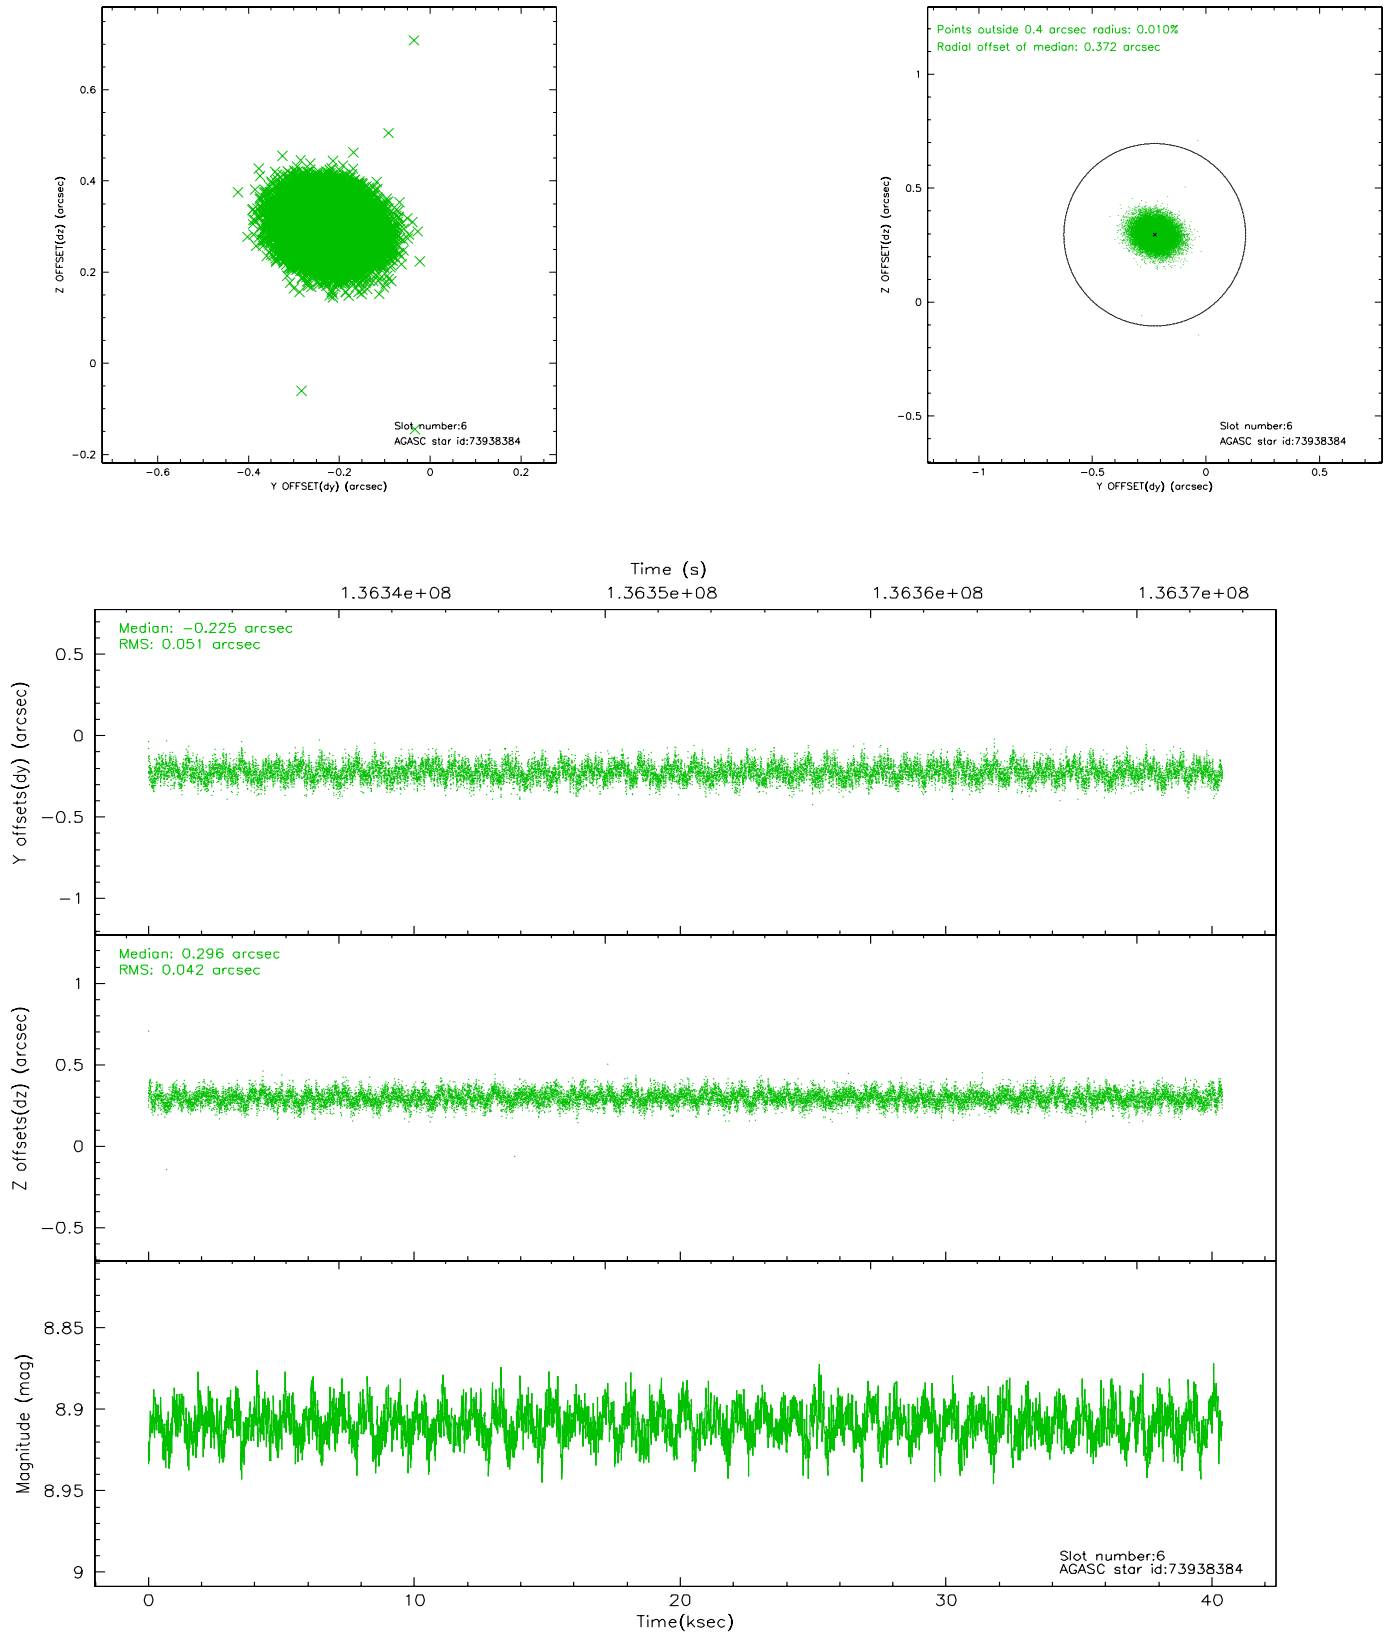 0.6
0.4
0.2
0
−0.2
Z OFFSET(dz) (arcsec)
Slot number:6
AGASC star id:73938384
−0.6
−0.4
−0.2
0
0.2
Y OFFSET(dy) (arcsec)
Points outside 0.4 arcsec radius: 0.010%
Radial offset of median: 0.372 arcsec
1
0.5
0
−0.5
Z OFFSET(dz) (arcsec)
Slot number:6
AGASC star id:73938384
−1
−0.5
0
0.5
Y OFFSET(dy) (arcsec)
Time (s)
1.3634e+08
1.3635e+08
1.3636e+08
1.3637e+08
Median: −0.225 arcsec
RMS: 0.051 arcsec
0.5
0
−0.5
−1
Y offsets(dy) (arcsec)
Median: 0.296 arcsec
RMS: 0.042 arcsec
1
0.5
0
−0.5
Z offsets(dz) (arcsec)
8.85
8.9
8.95
9
Magnitude (mag)
Slot number:6
AGASC star id:73938384
0
10
20
30
40
Time(ksec)